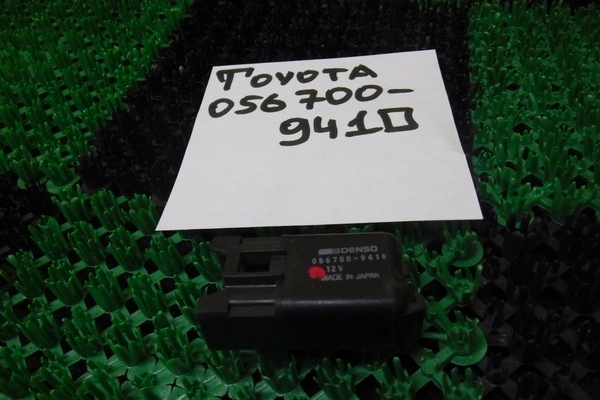 TOYOTA
056700-
9410
DENSO
056700-9410
12V
MADE IN JAPAN